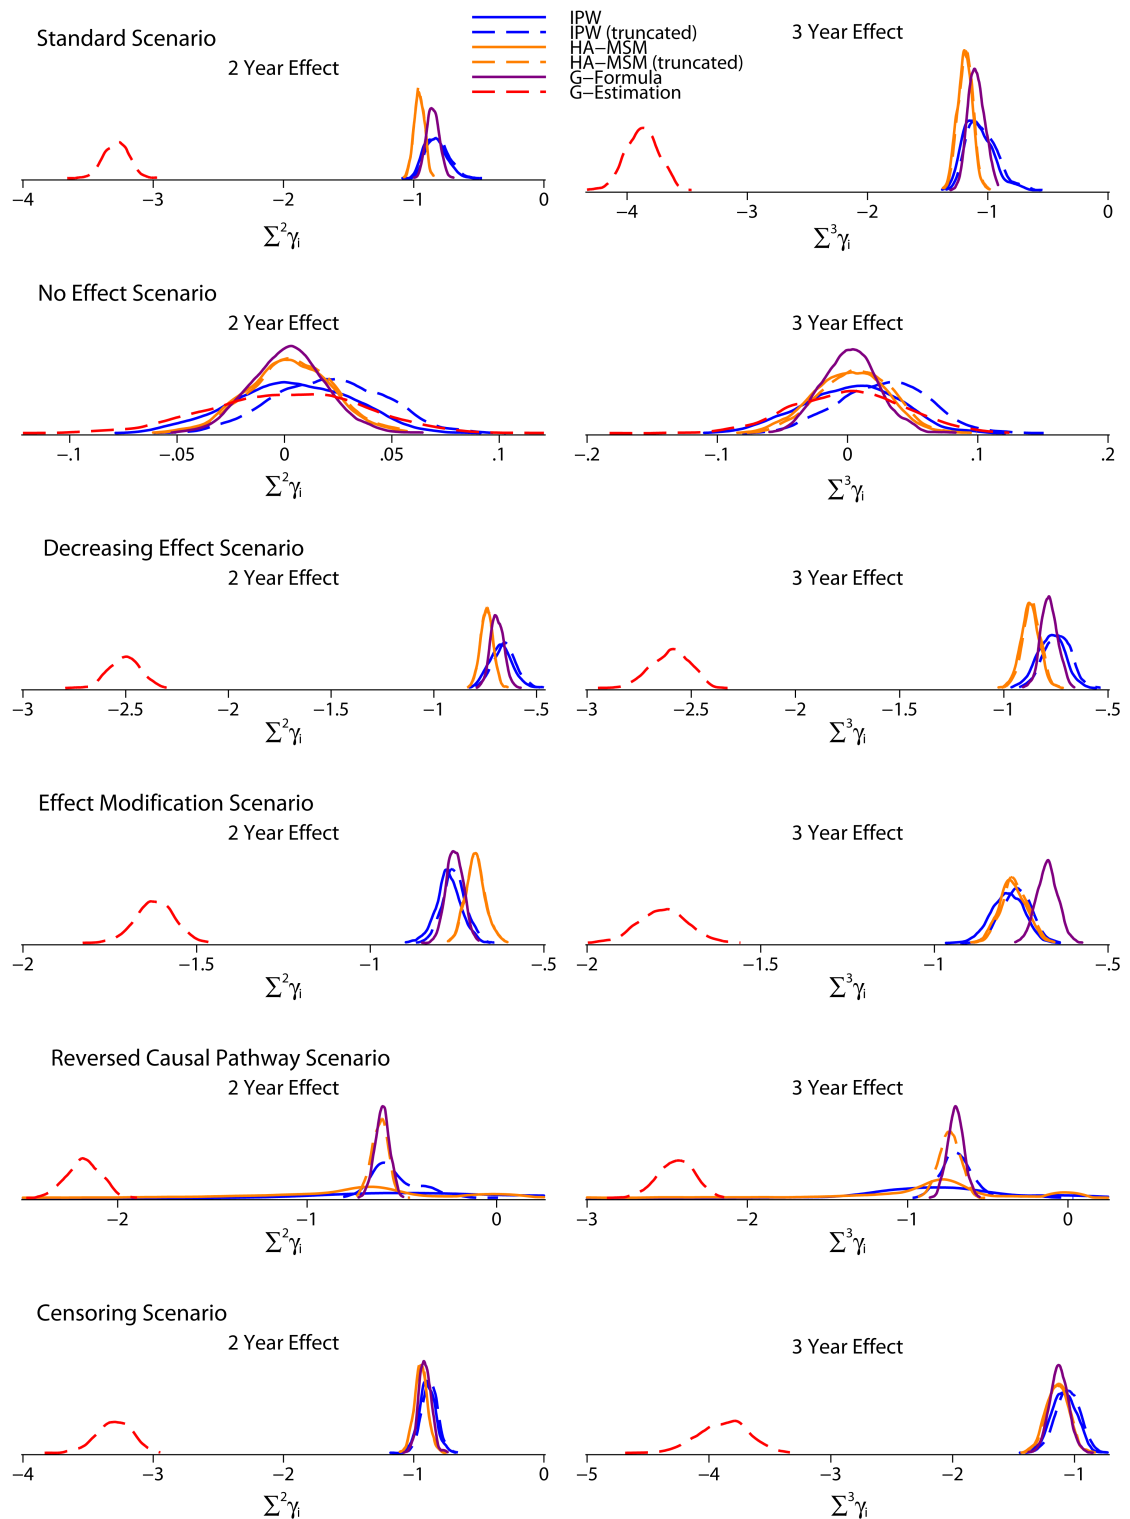 Standard Scenario
2 Year Effect
IPW
IPW (truncated)
HA−MSM
HA−MSM (truncated)
G−Formula
G−Estimation
3 Year Effect
−4 −3 −2 −1 0
Σ²γᵢ
−4 −3 −2 −1 0
Σ³γᵢ
No Effect Scenario
2 Year Effect
3 Year Effect
−.1 −.05 0 .05 .1
Σ²γᵢ
−.2 −.1 0 .1 .2
Σ³γᵢ
Decreasing Effect Scenario
2 Year Effect
3 Year Effect
−3 −2.5 −2 −1.5 −1 −.5
Σ²γᵢ
−3 −2.5 −2 −1.5 −1 −.5
Σ³γᵢ
Effect Modification Scenario
2 Year Effect
3 Year Effect
−2 −1.5 −1 −.5
Σ²γᵢ
−2 −1.5 −1 −.5
Σ³γᵢ
Reversed Causal Pathway Scenario
2 Year Effect
3 Year Effect
−2 −1 0
Σ²γᵢ
−3 −2 −1 0
Σ³γᵢ
Censoring Scenario
2 Year Effect
3 Year Effect
−4 −3 −2 −1 0
Σ²γᵢ
−5 −4 −3 −2 −1
Σ³γᵢ